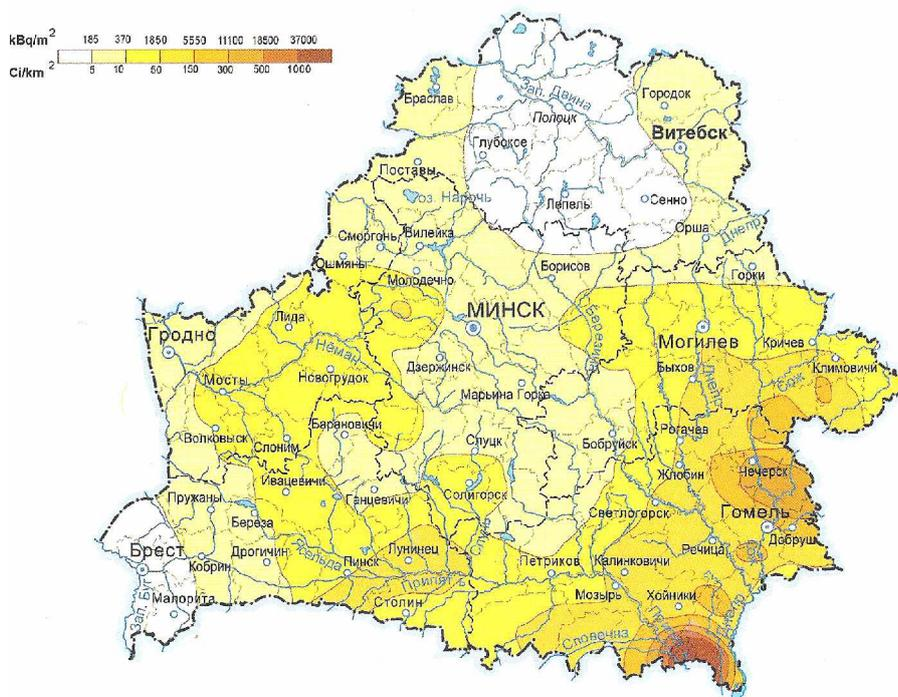 kBq/m² 185 370 1850 5550 11100 18500 37000
Ci/km² 5 10 50 150 300 500 1000
Браслав
Зап. Двина
Городок
Полоцк
Витебск
Глубокое
Поставы
оз. Нарочь
Лепель
Сенно
Орша
Днепр
Сморгонь
Вилейка
Ошмяны
Молодечно
Борисов
Горки
Лида
МИНСК
Березина
Гродно
Могилев
Кричев
Неман
Дзержинск
Быхов
Днепр
Климовичи
Сож
Мосты
Новогрудок
Марьина Горка
Барановичи
Рогачев
Волковыск
Слоним
Слуцк
Бобруйск
Жлобин
Чечерск
Ивацевичи
Ганцевичи
Солигорск
Пружаны
Светлогорск
Гомель
Береза
Случь
Добруш
Брест
Дрогичин
Ясельда
Лунинец
Речица
Кобрин
Пинск
Петриков
Калинковичи
Припять
Зап. Буг
Малорита
Столин
Мозырь
Хойники
Словечна
Днепр